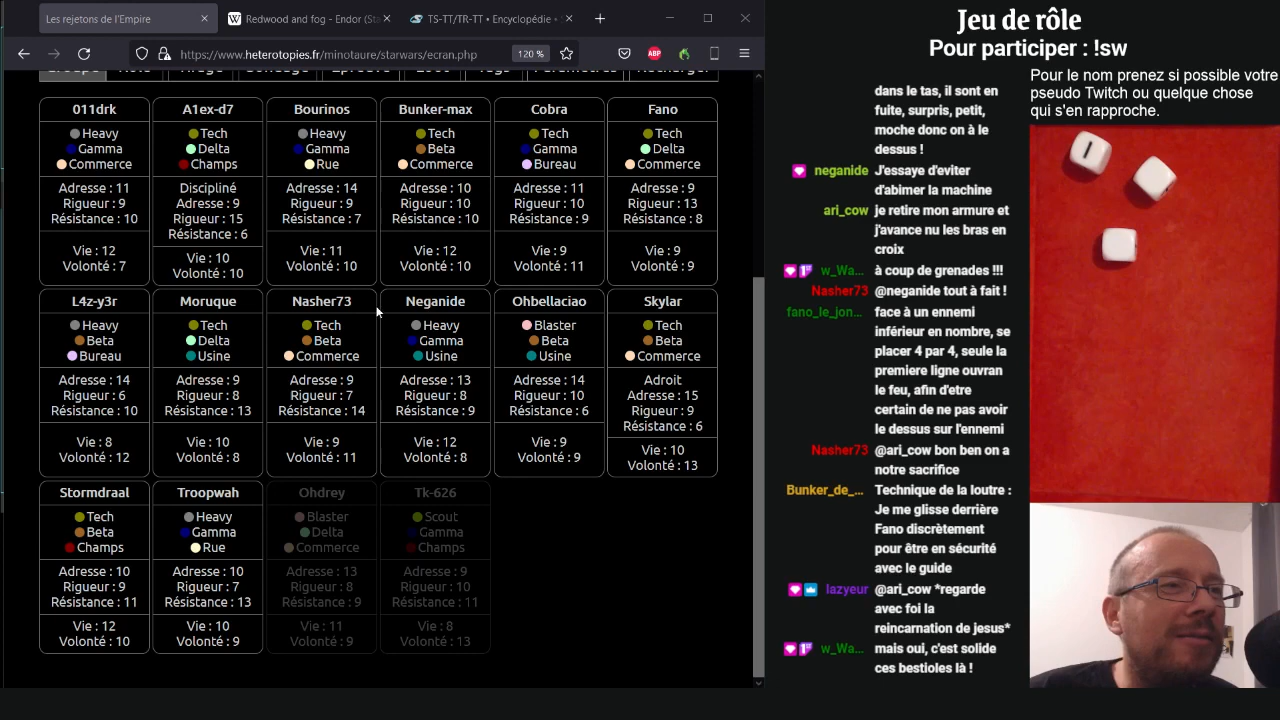 Les rejetons de l'Empire
Redwood and fog - Endor (St
TS-TT/TR-TT • Encyclopédie •
https://www.heterotopies.fr/minotaure/starwars/ecran.php
120 %
ABP
011drk
A1ex-d7
Bourinos
Bunker-max
Cobra
Fano
Heavy
Gamma
Commerce
Adresse : 11
Rigueur : 9
Résistance : 10
Vie : 12
Volonté : 7
Tech
Delta
Champs
Discipliné
Adresse : 9
Rigueur : 15
Résistance : 6
Vie : 10
Volonté : 10
Heavy
Gamma
Rue
Adresse : 14
Rigueur : 9
Résistance : 7
Vie : 11
Volonté : 10
Tech
Beta
Commerce
Adresse : 10
Rigueur : 10
Résistance : 10
Vie : 12
Volonté : 10
Tech
Gamma
Bureau
Adresse : 11
Rigueur : 10
Résistance : 9
Vie : 9
Volonté : 11
Tech
Delta
Commerce
Adresse : 9
Rigueur : 13
Résistance : 8
Vie : 9
Volonté : 9
L4z-y3r
Moruque
Nasher73
Neganide
Ohbellaciao
Skylar
Heavy
Beta
Bureau
Adresse : 14
Rigueur : 6
Résistance : 10
Vie : 8
Volonté : 12
Tech
Delta
Usine
Adresse : 9
Rigueur : 8
Résistance : 13
Vie : 10
Volonté : 8
Tech
Beta
Commerce
Adresse : 9
Rigueur : 7
Résistance : 14
Vie : 9
Volonté : 11
Heavy
Gamma
Usine
Adresse : 13
Rigueur : 8
Résistance : 9
Vie : 12
Volonté : 8
Blaster
Beta
Usine
Adresse : 14
Rigueur : 10
Résistance : 6
Vie : 9
Volonté : 9
Tech
Beta
Commerce
Adroit
Adresse : 15
Rigueur : 9
Résistance : 6
Vie : 10
Volonté : 13
Stormdraal
Troopwah
Ohdrey
Tk-626
Tech
Beta
Champs
Adresse : 10
Rigueur : 9
Résistance : 11
Vie : 12
Volonté : 10
Heavy
Gamma
Rue
Adresse : 10
Rigueur : 7
Résistance : 13
Vie : 10
Volonté : 9
Blaster
Delta
Commerce
Adresse : 13
Rigueur : 8
Résistance : 9
Vie : 11
Volonté : 9
Scout
Gamma
Champs
Adresse : 9
Rigueur : 10
Résistance : 11
Vie : 8
Volonté : 13
Jeu de rôle
Pour participer : !sw
Pour le nom prenez si possible votre
pseudo Twitch ou quelque chose
qui s'en rapproche.
dans le tas, il sont en
fuite, surpris, petit,
moche donc on à le
dessus !
neganide J'essaye d'eviter
d'abimer la machine
ari_cow je retire mon armure et
j'avance nu les bras en
croix
w_Wa... à coup de grenades !!!
Nasher73 @neganide tout à fait !
fano_le_jon... face à un ennemi
inférieur en nombre, se
placer 4 par 4, seule la
premiere ligne ouvran
le feu, afin d'etre
certain de ne pas avoir
le dessus sur l'ennemi
Nasher73 @ari_cow bon ben on a
notre sacrifice
Bunker_de_... Technique de la loutre :
Je me glisse derrière
Fano discrètement
pour être en sécurité
avec le guide
lazyeur @ari_cow *regarde
avec foi la
reincarnation de jesus*
w_Wa... mais oui, c'est solide
ces bestioles là !